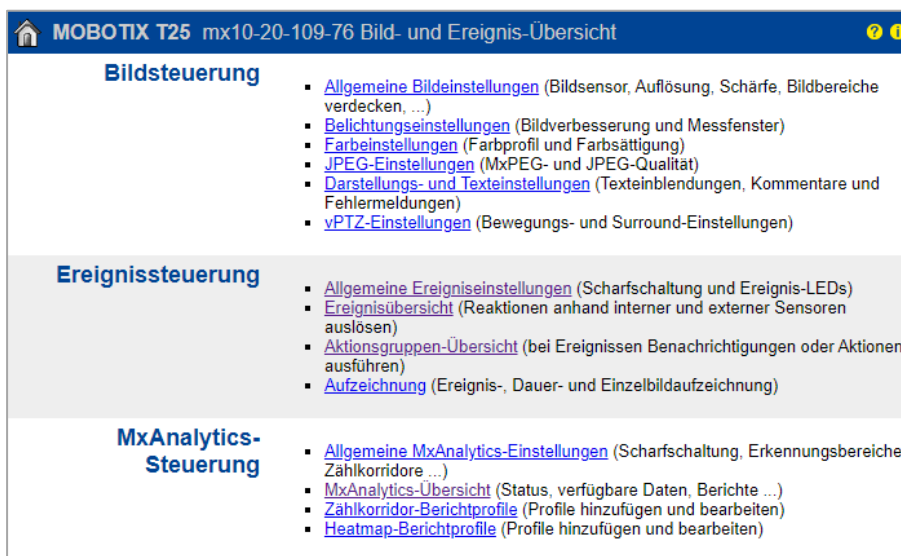 MOBOTIX T25 mx10-20-109-76 Bild- und Ereignis-Übersicht ? i
Bildsteuerung
Allgemeine Bildeinstellungen (Bildsensor, Auflösung, Schärfe, Bildbereiche
verdecken, ...)
Belichtungseinstellungen (Bildverbesserung und Messfenster)
Farbeinstellungen (Farbprofil und Farbsättigung)
JPEG-Einstellungen (MxPEG- und JPEG-Qualität)
Darstellungs- und Texteinstellungen (Texteinblendungen, Kommentare und
Fehlermeldungen)
vPTZ-Einstellungen (Bewegungs- und Surround-Einstellungen)
Ereignissteuerung
Allgemeine Ereigniseinstellungen (Scharfschaltung und Ereignis-LEDs)
Ereignisübersicht (Reaktionen anhand interner und externer Sensoren
auslösen)
Aktionsgruppen-Übersicht (bei Ereignissen Benachrichtigungen oder Aktionen
ausführen)
Aufzeichnung (Ereignis-, Dauer- und Einzelbildaufzeichnung)
MxAnalytics-
Steuerung
Allgemeine MxAnalytics-Einstellungen (Scharfschaltung, Erkennungsbereiche
Zählkorridore ...)
MxAnalytics-Übersicht (Status, verfügbare Daten, Berichte ...)
Zählkorridor-Berichtprofile (Profile hinzufügen und bearbeiten)
Heatmap-Berichtprofile (Profile hinzufügen und bearbeiten)